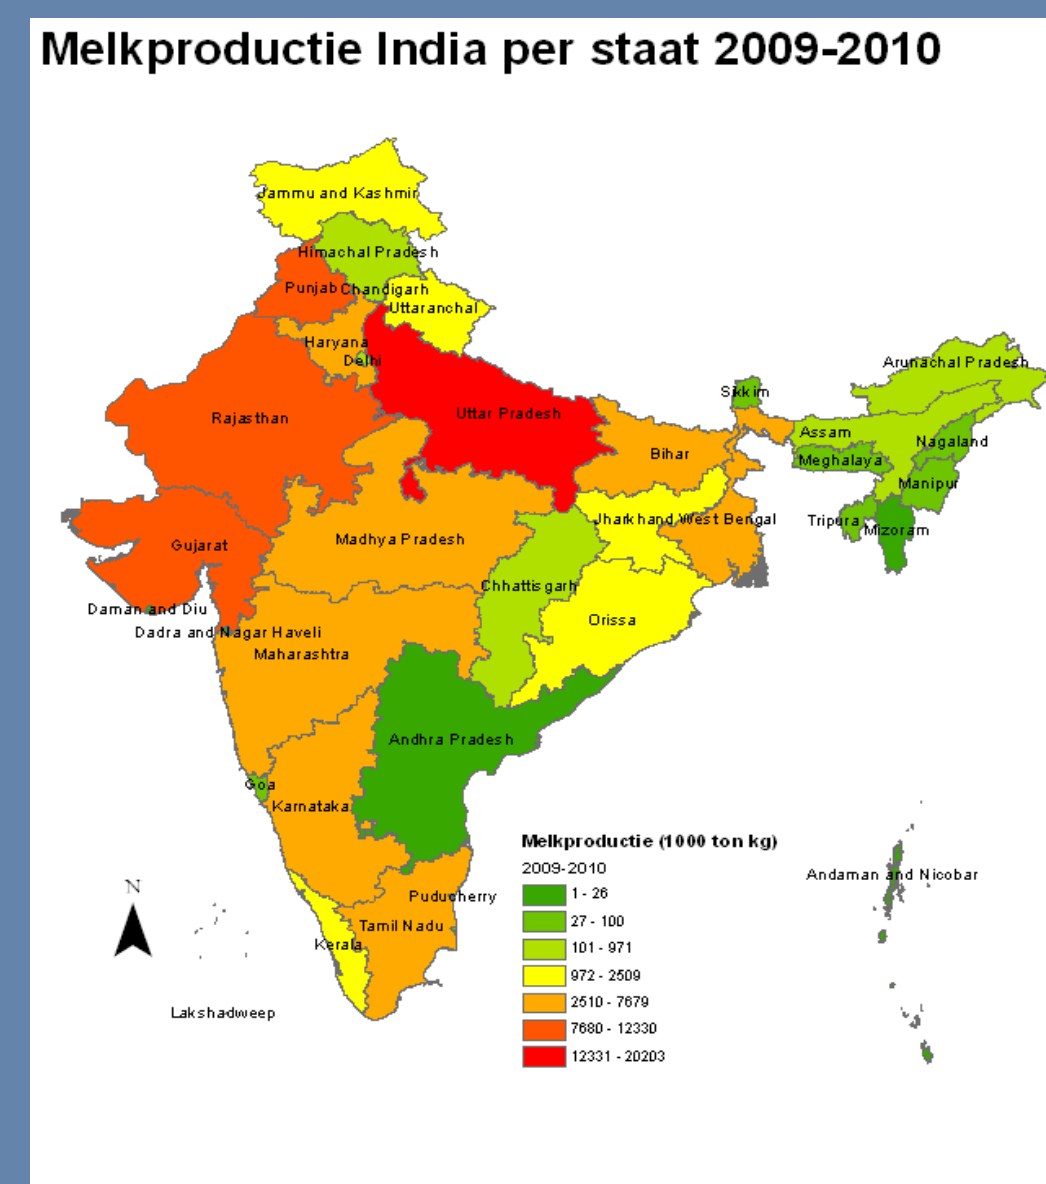 Melkproductie India per staat 2009-2010
Jammu and Kashmir
Himachal Pradesh
Punjab
Chandigarh
Uttaranchal
Haryana
Delhi
Arunachal Pradesh
Sikkim
Rajasthan
Uttar Pradesh
Assam
Nagaland
Bihar
Meghalaya
Manipur
Jharkhand
West Bengal
Tripura
Mizoram
Gujarat
Madhya Pradesh
Chhattisgarh
Daman and Diu
Orissa
Dadra and Nagar Haveli
Maharashtra
Andhra Pradesh
Goa
Karnataka
Melkproductie (1000 ton kg)
2009-2010
1 - 26
27 - 100
101 - 971
972 - 2509
2510 - 7679
7680 - 12330
12331 - 20203
Andaman and Nicobar
N
Puducherry
Tamil Nadu
Kerala
Lakshadweep